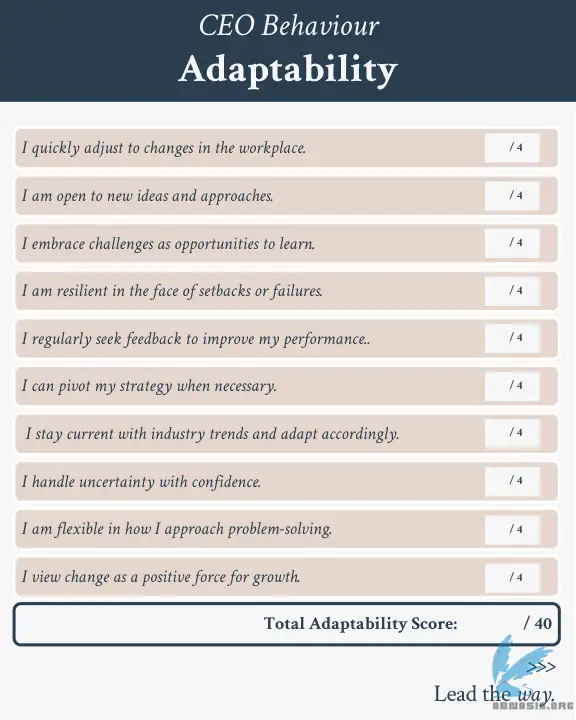 CEO Behaviour
Adaptability
I quickly adjust to changes in the workplace. / 4
I am open to new ideas and approaches. / 4
I embrace challenges as opportunities to learn. / 4
I am resilient in the face of setbacks or failures. / 4
I regularly seek feedback to improve my performance.. / 4
I can pivot my strategy when necessary. / 4
I stay current with industry trends and adapt accordingly. / 4
I handle uncertainty with confidence. / 4
I am flexible in how I approach problem-solving. / 4
I view change as a positive force for growth. / 4
Total Adaptability Score: / 40
>>>
Lead the way.
ABWASIA.ORG